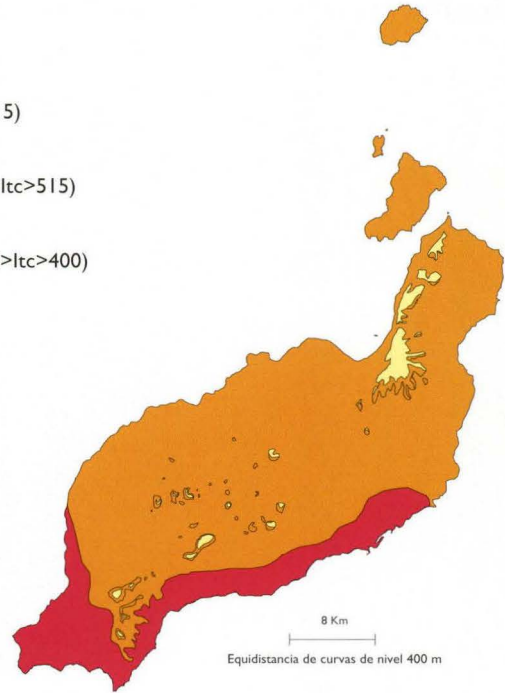 5)
Itc>515)
>Itc>400)
8 Km
Equidistancia de curvas de nivel 400 m